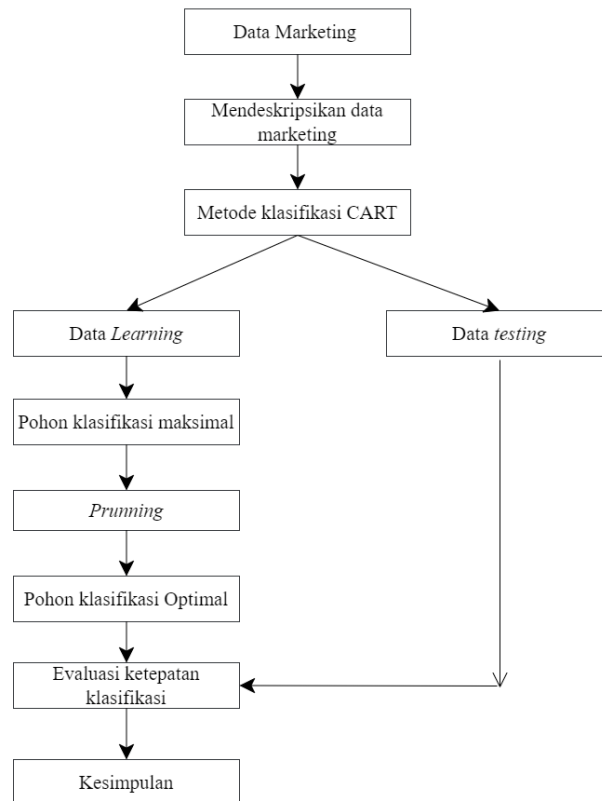 Data Marketing
Mendeskripsikan data
marketing
Metode klasifikasi CART
Data Learning
Data testing
Pohon klasifikasi maksimal
Prunning
Pohon klasifikasi Optimal
Evaluasi ketepatan
klasifikasi
Kesimpulan